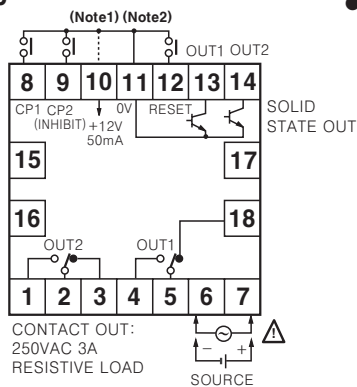 (Note1) (Note2)
OUT1 OUT2
8 9 10 11 12 13 14
CP1 CP2 0V RESET
(INHIBIT) +12V
50mA
SOLID
STATE OUT
15 17
16 18
OUT2 OUT1
1 2 3 4 5 6 7
CONTACT OUT:
250VAC 3A
RESISTIVE LOAD
- +
SOURCE